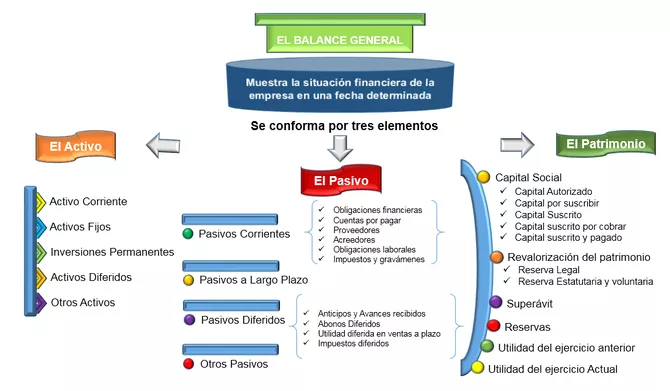 EL BALANCE GENERAL
Muestra la situación financiera de la
empresa en una fecha determinada
Se conforma por tres elementos
El Activo
Activo Corriente
Activos Fijos
Inversiones Permanentes
Activos Diferidos
Otros Activos
El Pasivo
Pasivos Corrientes
Obligaciones financieras
Cuentas por pagar
Proveedores
Acreedores
Obligaciones laborales
Impuestos y gravámenes
Pasivos a Largo Plazo
Pasivos Diferidos
Anticipos y Avances recibidos
Abonos Diferidos
Utilidad diferida en ventas a plazo
Impuestos diferidos
Otros Pasivos
El Patrimonio
Capital Social
Capital Autorizado
Capital por suscribir
Capital Suscrito
Capital suscrito por cobrar
Capital suscrito y pagado
Revalorización del patrimonio
Reserva Legal
Reserva Estatutaria y voluntaria
Superávit
Reservas
Utilidad del ejercicio anterior
Utilidad del ejercicio Actual